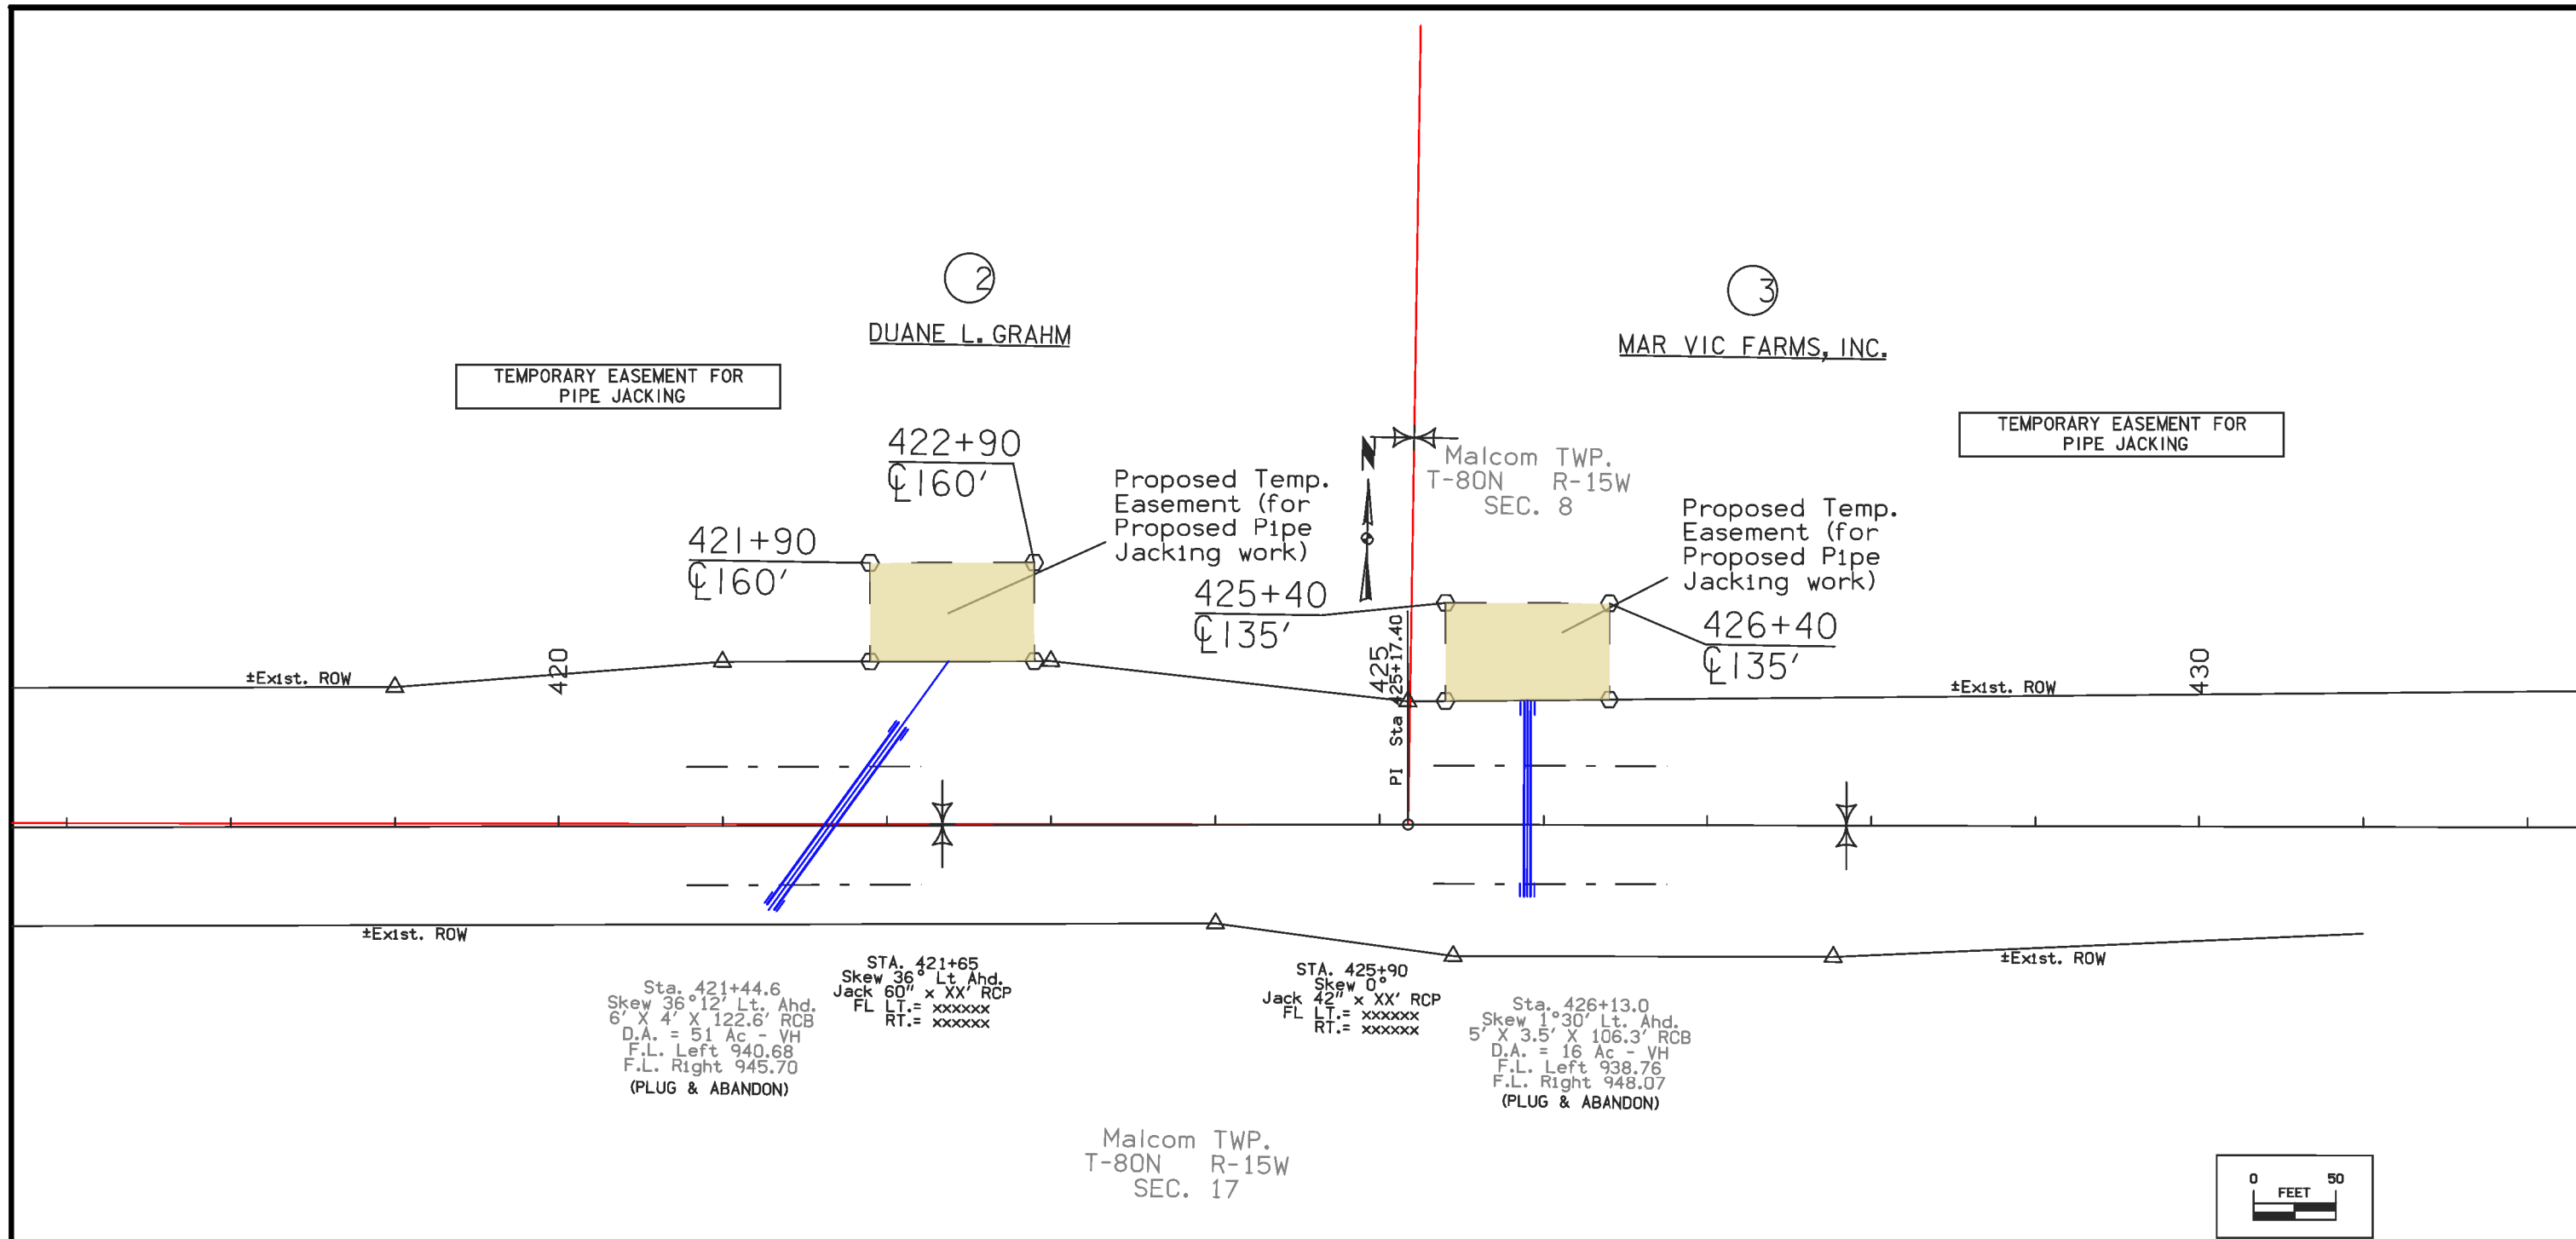 2
DUANE L. GRAHM
3
MAR VIC FARMS, INC.
TEMPORARY EASEMENT FOR
PIPE JACKING
TEMPORARY EASEMENT FOR
PIPE JACKING
422+90
℄160'
Proposed Temp.
Easement (for
Proposed Pipe
Jacking work)
N
Malcom TWP.
T-80N R-15W
SEC. 8
Proposed Temp.
Easement (for
Proposed Pipe
Jacking work)
421+90
℄160'
425+40
℄135'
426+40
℄135'
±Exist. ROW
420
425
PI Sta 425+17.40
±Exist. ROW
430
±Exist. ROW
±Exist. ROW
Sta. 421+44.6
Skew 36°12' Lt. Ahd.
6' X 4' X 122.6' RCB
D.A. = 51 Ac - VH
F.L. Left 940.68
F.L. Right 945.70
(PLUG & ABANDON)
STA. 421+65
Skew 36° Lt Ahd.
Jack 60" x XX' RCP
FL LT.= xxxxxx
RT.= xxxxxx
STA. 425+90
Skew 0°
Jack 42" x XX' RCP
FL LT.= xxxxxx
RT.= xxxxxx
Sta. 426+13.0
Skew 1°30' Lt. Ahd.
5' X 3.5' X 106.3' RCB
D.A. = 16 Ac - VH
F.L. Left 938.76
F.L. Right 948.07
(PLUG & ABANDON)
Malcom TWP.
T-80N R-15W
SEC. 17
0 50
FEET